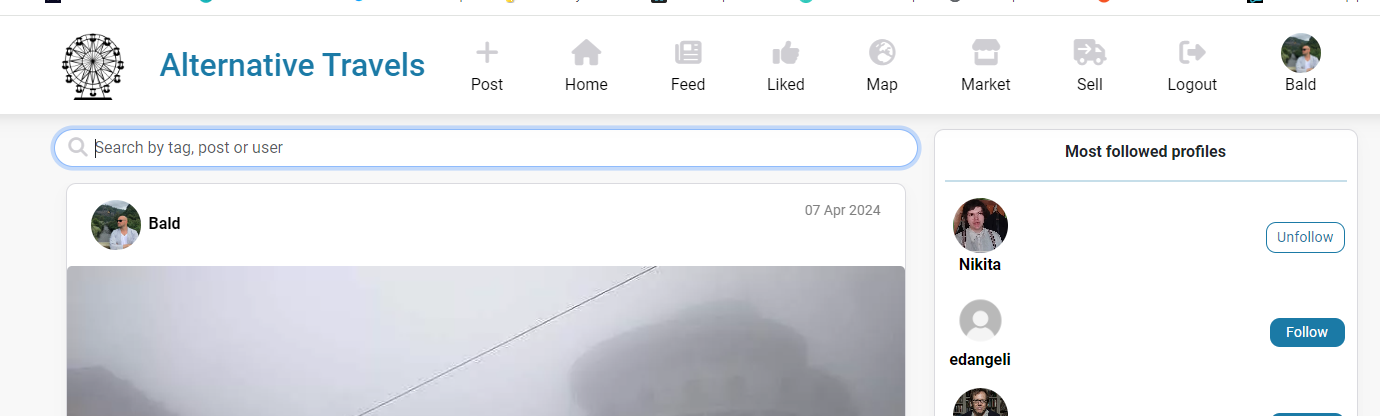 Alternative Travels
Post
Home
Feed
Liked
Map
Market
Sell
Logout
Bald
Search by tag, post or user
Bald
07 Apr 2024
Most followed profiles
Nikita
Unfollow
edangeli
Follow